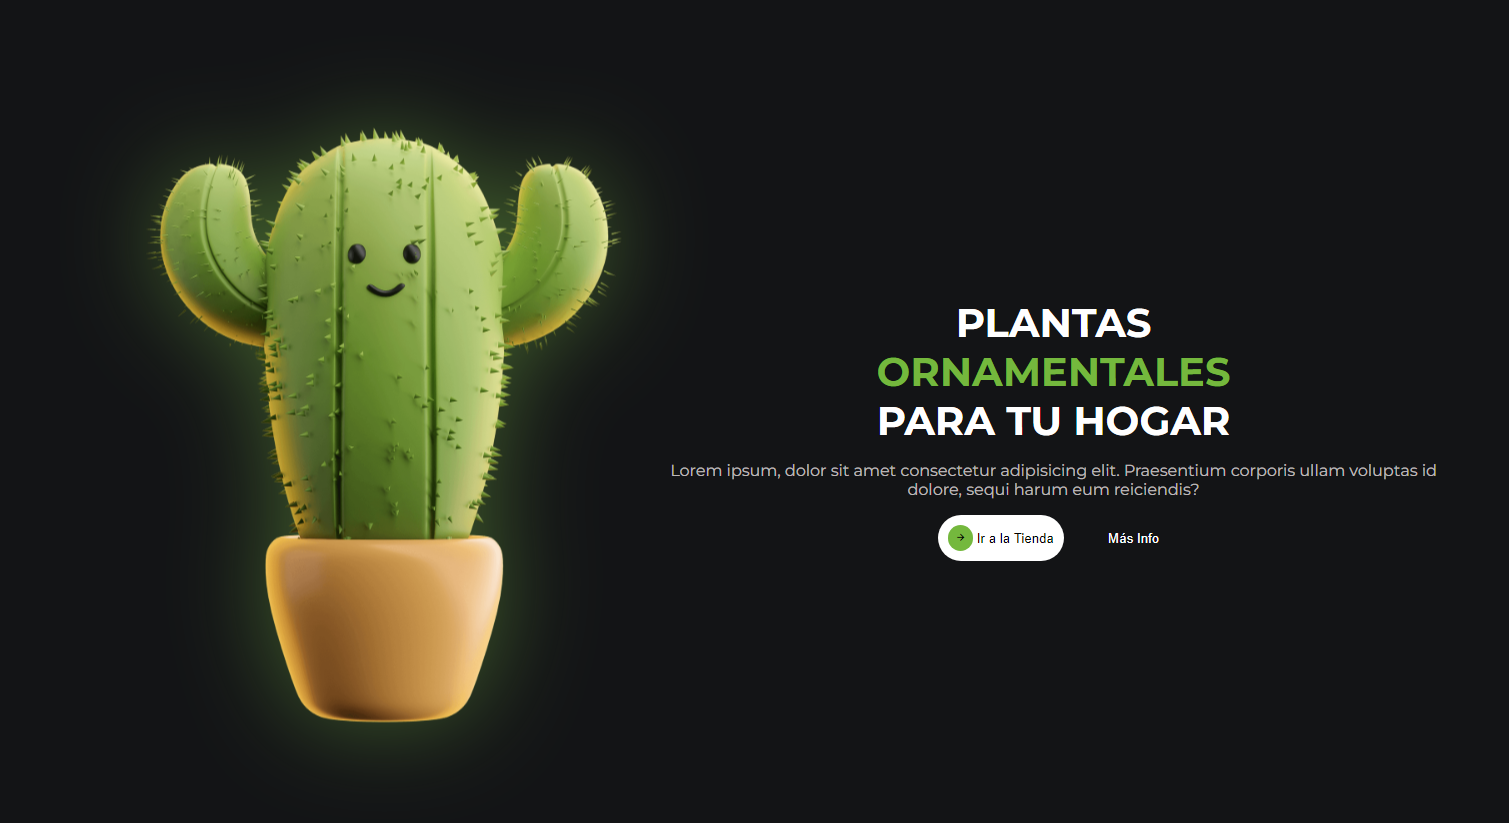 PLANTAS
ORNAMENTALES
PARA TU HOGAR
Lorem ipsum, dolor sit amet consectetur adipisicing elit. Praesentium corporis ullam voluptas id
dolore, sequi harum eum reiciendis?
Ir a la Tienda Más Info